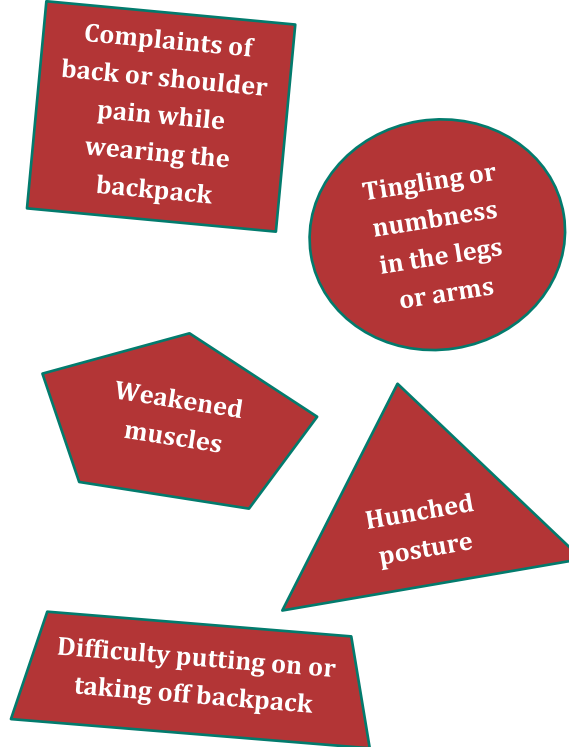 Complaints of
back or shoulder
pain while
wearing the
backpack
Tingling or
numbness
in the legs
or arms
Weakened
muscles
Hunched
posture
Difficulty putting on or
taking off backpack